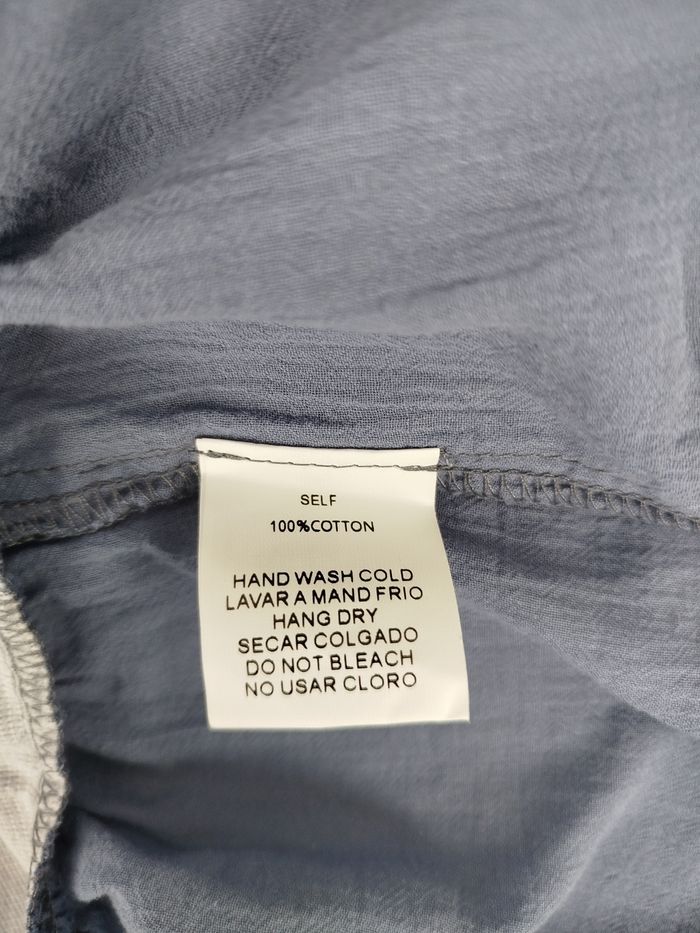 SELF
100%COTTON
HAND WASH COLD
LAVAR A MAND FRIO
HANG DRY
SECAR COLGADO
DO NOT BLEACH
NO USAR CLORO